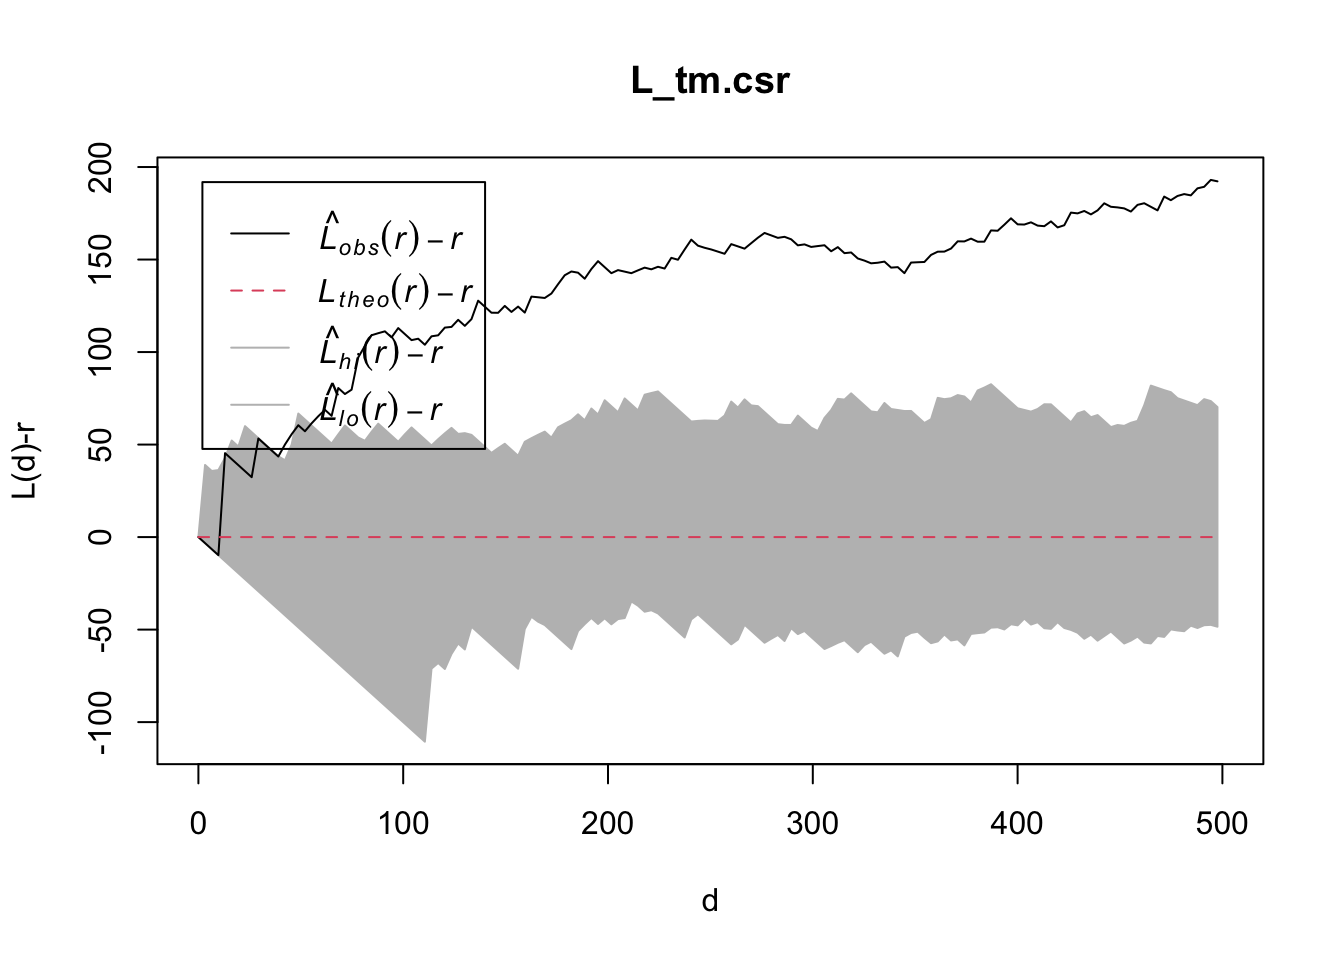 L_tm.csr
L(d)-r
200
150
100
50
0
-50
-100
L̂obs(r) − r
Ltheo(r) − r
L̂hi(r) − r
L̂lo(r) − r
0 100 200 300 400 500
d